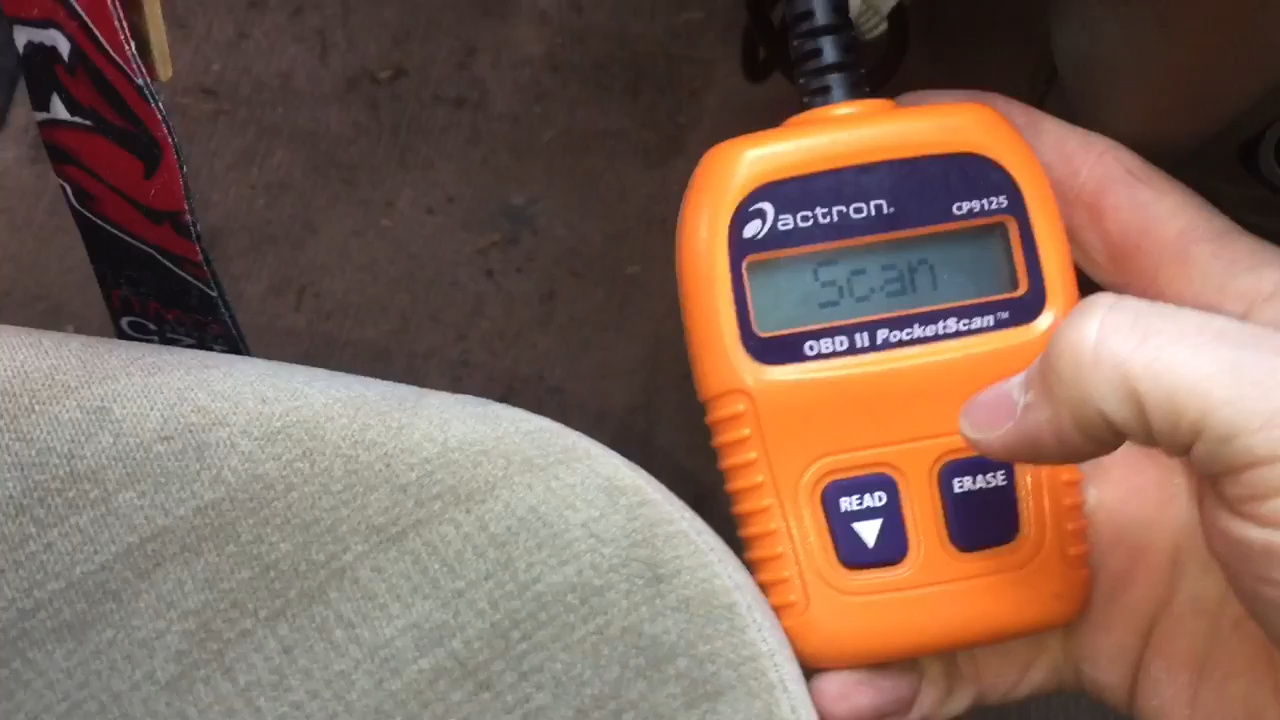 actron.
CP9125
Scan
OBD II PocketScan™
READ
ERASE